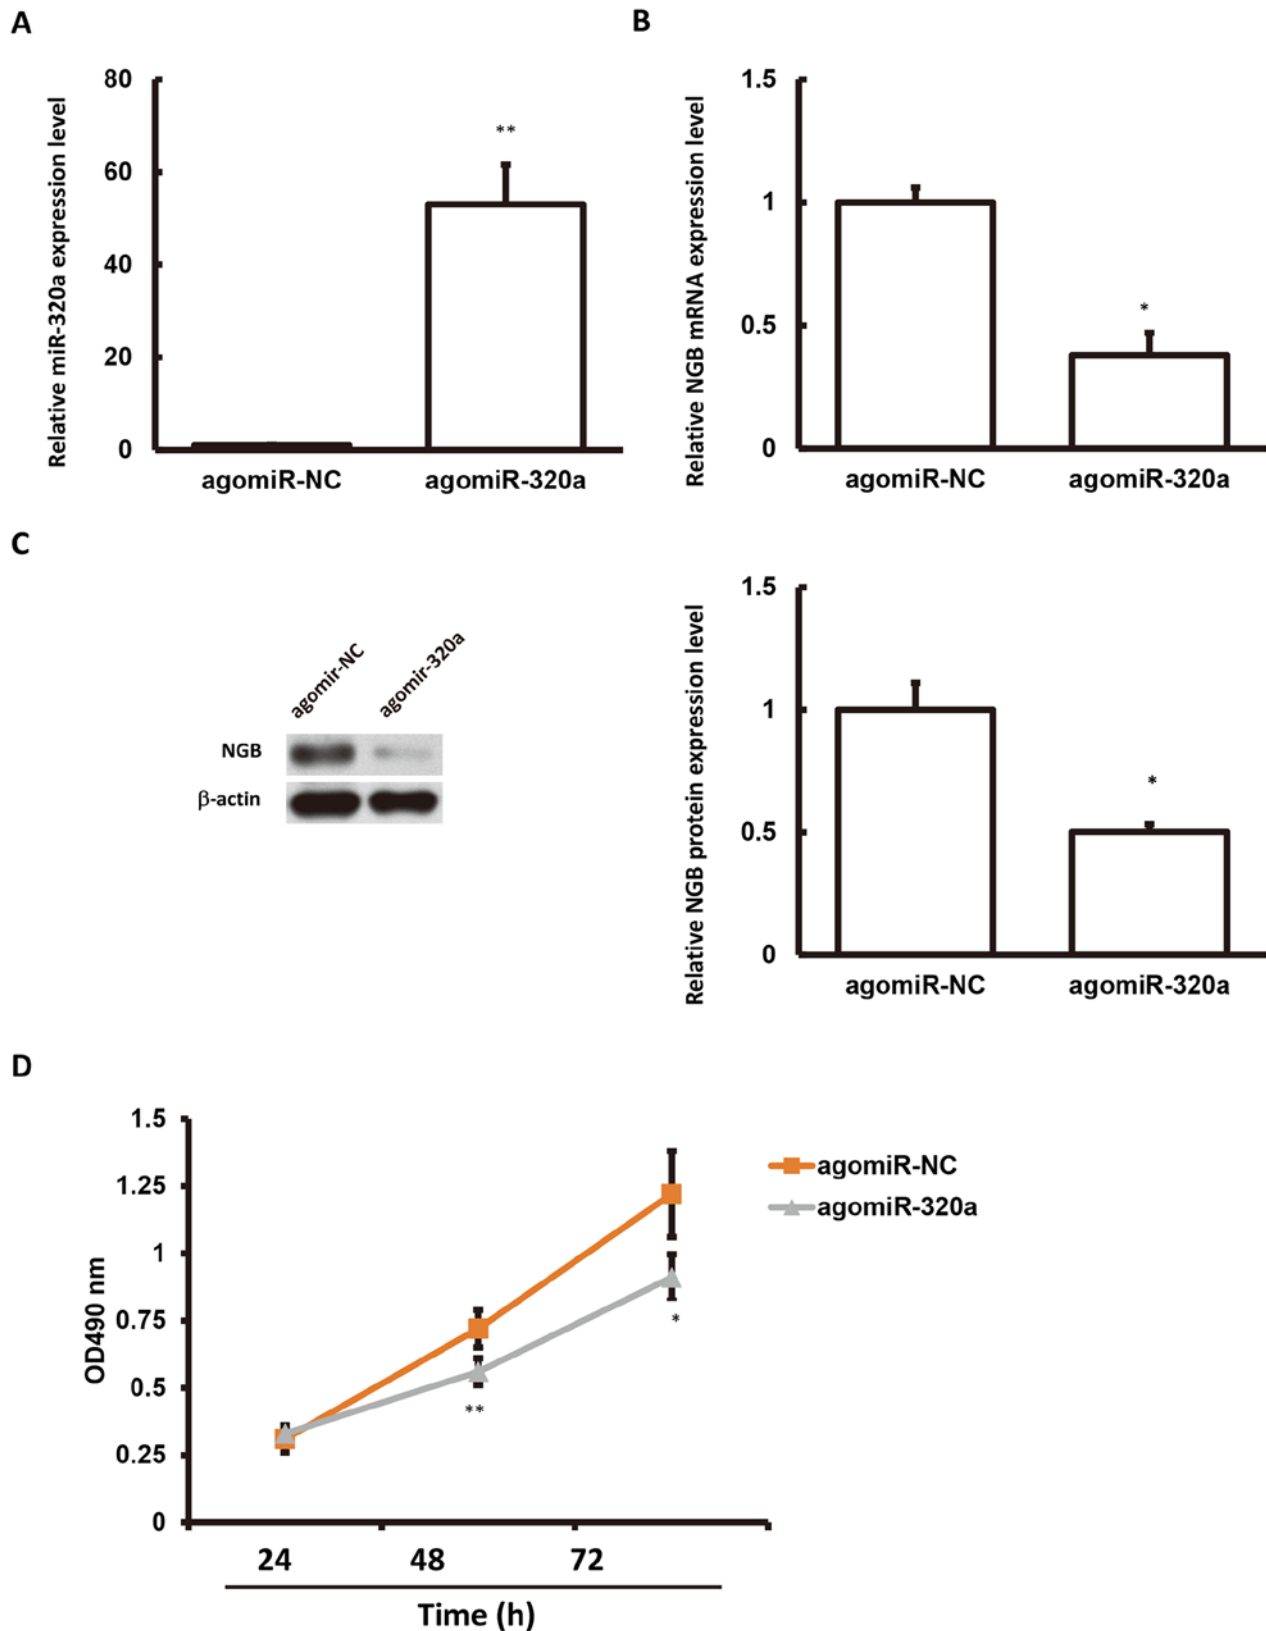 A
Relative miR-320a expression level
80
60
40
20
0
**
agomiR-NC agomiR-320a
B
Relative NGB mRNA expression level
1.5
1
0.5
0
*
agomiR-NC agomiR-320a
C
agomir-NC
agomir-320a
NGB
β-actin
Relative NGB protein expression level
1.5
1
0.5
0
*
agomiR-NC agomiR-320a
D
OD490 nm
1.5
1.25
1
0.75
0.5
0.25
0
**
*
agomiR-NC
agomiR-320a
24 48 72
Time (h)